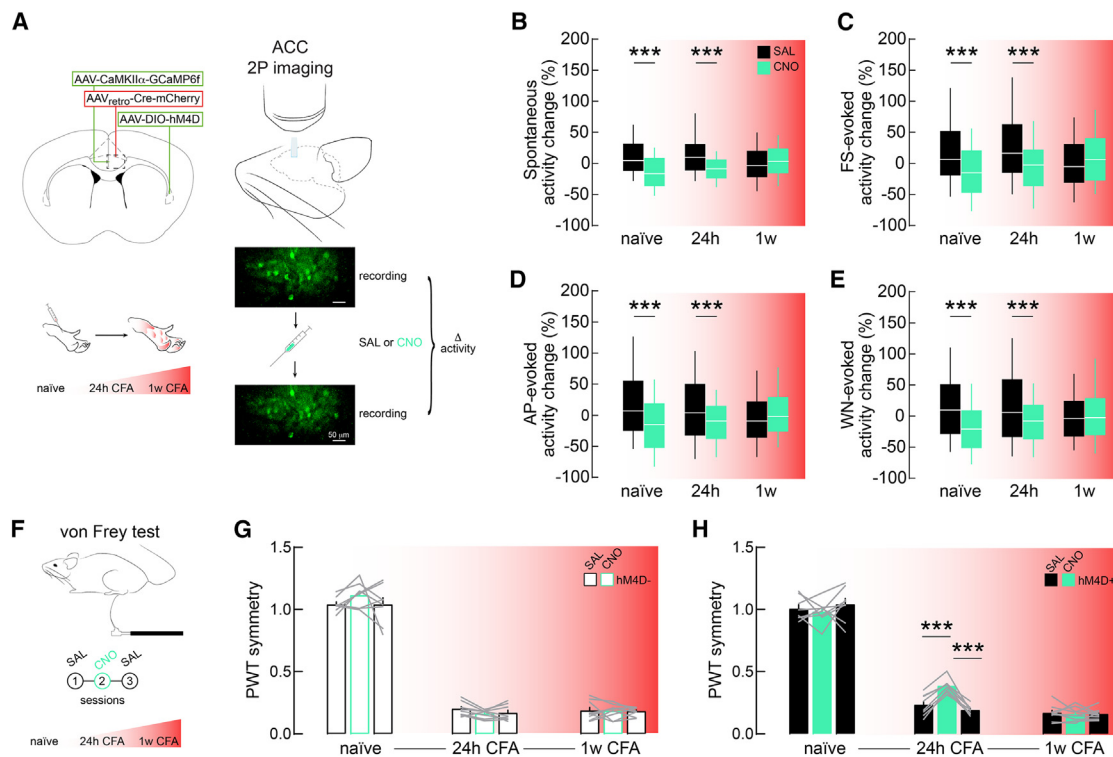 A
AAV-CaMKIIα-GCaMP6f
AAVretro-Cre-mCherry
AAV-DIO-hM4D
naïve
24h CFA
1w CFA
ACC
2P imaging
recording
SAL or CNO
Δ
activity
recording
50 µm
B
Spontaneous
activity change (%)
200
150
100
50
0
-50
-100
***
***
SAL
CNO
naïve
24h
1w
C
FS-evoked
activity change (%)
200
150
100
50
0
-50
-100
***
***
naïve
24h
1w
D
AP-evoked
activity change (%)
200
150
100
50
0
-50
-100
***
***
naïve
24h
1w
E
WN-evoked
activity change (%)
200
150
100
50
0
-50
-100
***
***
naïve
24h
1w
F
von Frey test
SAL
CNO
SAL
1
2
3
sessions
naïve
24h CFA
1w CFA
G
PWT symmetry
1.5
1.0
0.5
0.0
SAL
CNO
hM4D-
naïve
24h CFA
1w CFA
H
PWT symmetry
1.5
1.0
0.5
0.0
SAL
CNO
hM4D+
***
***
naïve
24h CFA
1w CFA